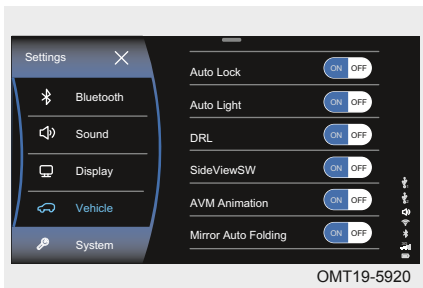 Settings
Bluetooth
Sound
Display
Vehicle
System
Auto Lock ON OFF
Auto Light ON OFF
DRL ON OFF
SideViewSW ON OFF
AVM Animation ON OFF
Mirror Auto Folding ON OFF
OMT19-5920